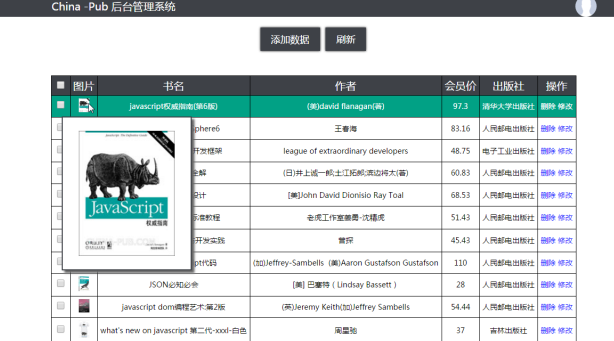 China -Pub 后台管理系统
添加数据 刷新
图片 书名 作者 会员价 出版社 操作
javascript权威指南(第6版) (美)david flanagan(著) 97.3 清华大学出版社 删除 修改
phere6 王春海 83.16 人民邮电出版社 删除 修改
开发框架 league of extraordinary developers 48.75 电子工业出版社 删除 修改
全解 (日)井上诚一郎;土江拓郎;滨边将太(著) 60.83 人民邮电出版社 删除 修改
设计 [美]John David Dionisio Ray Toal 68.53 人民邮电出版社 删除 修改
标准教程 老虎工作室姜勇·沈精虎 51.43 人民邮电出版社 删除 修改
开发实践 曾探 45.43 人民邮电出版社 删除 修改
pt代码 (加)Jeffrey-Sambells (美)Aaron Gustafson Gustafson 110 人民邮电出版社 删除 修改
JavaScript
权威指南
JSON必知必会 [美] 巴塞特 ( Lindsay Bassett ) 28 人民邮电出版社 删除 修改
javascript dom编程艺术:第2版 (英)Jeremy Keith(加)Jeffrey Sambells 54.44 人民邮电出版社 删除 修改
what's new on javascript 第二代-xxxl-白色 周星驰 37 吉林出版社 删除 修改